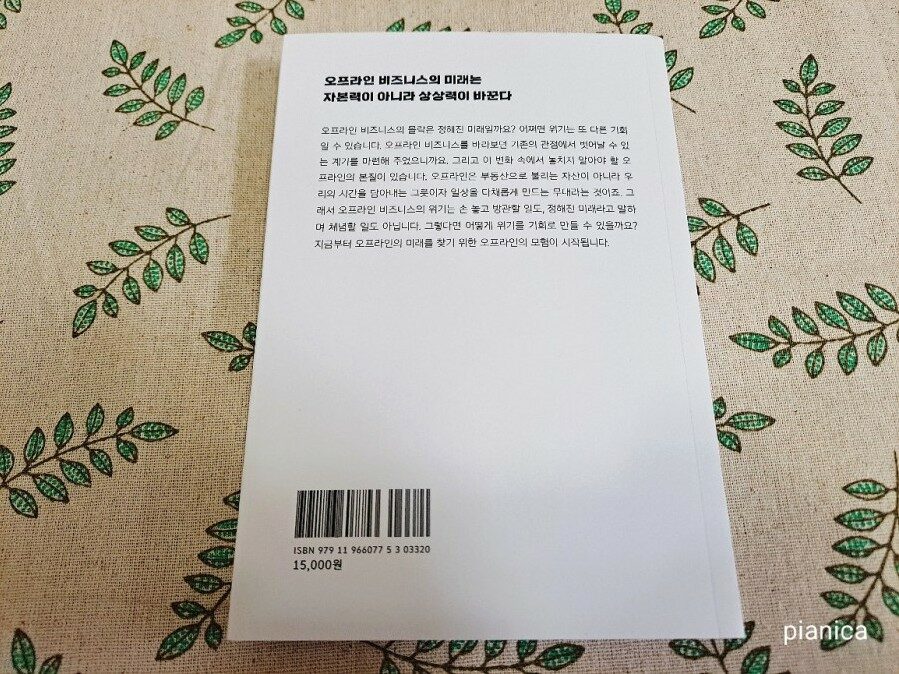 오프라인 비즈니스의 미래는
자본력이 아니라 상상력이 바꾼다
오프라인 비즈니스의 몰락은 정해진 미래일까요? 어쩌면 위기는 또 다른 기회
일 수 있습니다. 오프라인 비즈니스를 바라보던 기존의 관점에서 벗어날 수 있
는 계기를 마련해 주었으니까요. 그리고 이 변화 속에서 놓치지 말아야 할 오
프라인의 본질이 있습니다. 오프라인은 부동산으로 불리는 자산이 아니라 우
리의 시간을 담아내는 그릇이자 일상을 다채롭게 만드는 무대라는 것이죠. 그
래서 오프라인 비즈니스의 위기는 손 놓고 방관할 일도, 정해진 미래라고 말하
며 체념할 일도 아닙니다. 그렇다면 어떻게 위기를 기회로 만들 수 있을까요?
지금부터 오프라인의 미래를 찾기 위한 오프라인의 모험이 시작됩니다.
ISBN 979 11 966077 5 3 03320
15,000원
pianica